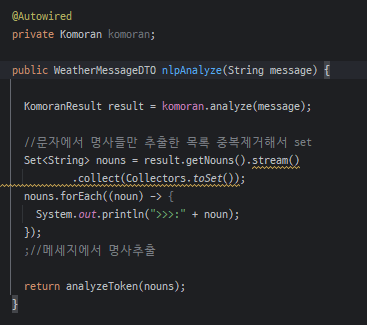 @Autowired
private Komoran komoran;
public WeatherMessageDTO nlpAnalyze(String message) {
KomoranResult result = komoran.analyze(message);
//문자에서 명사들만 추출한 목록 중복제거해서 set
Set<String> nouns = result.getNouns().stream()
.collect(Collectors.toSet());
nouns.forEach((noun) -> {
System.out.println(">>>:" + noun);
});
;//메세지에서 명사추출
return analyzeToken(nouns);
}